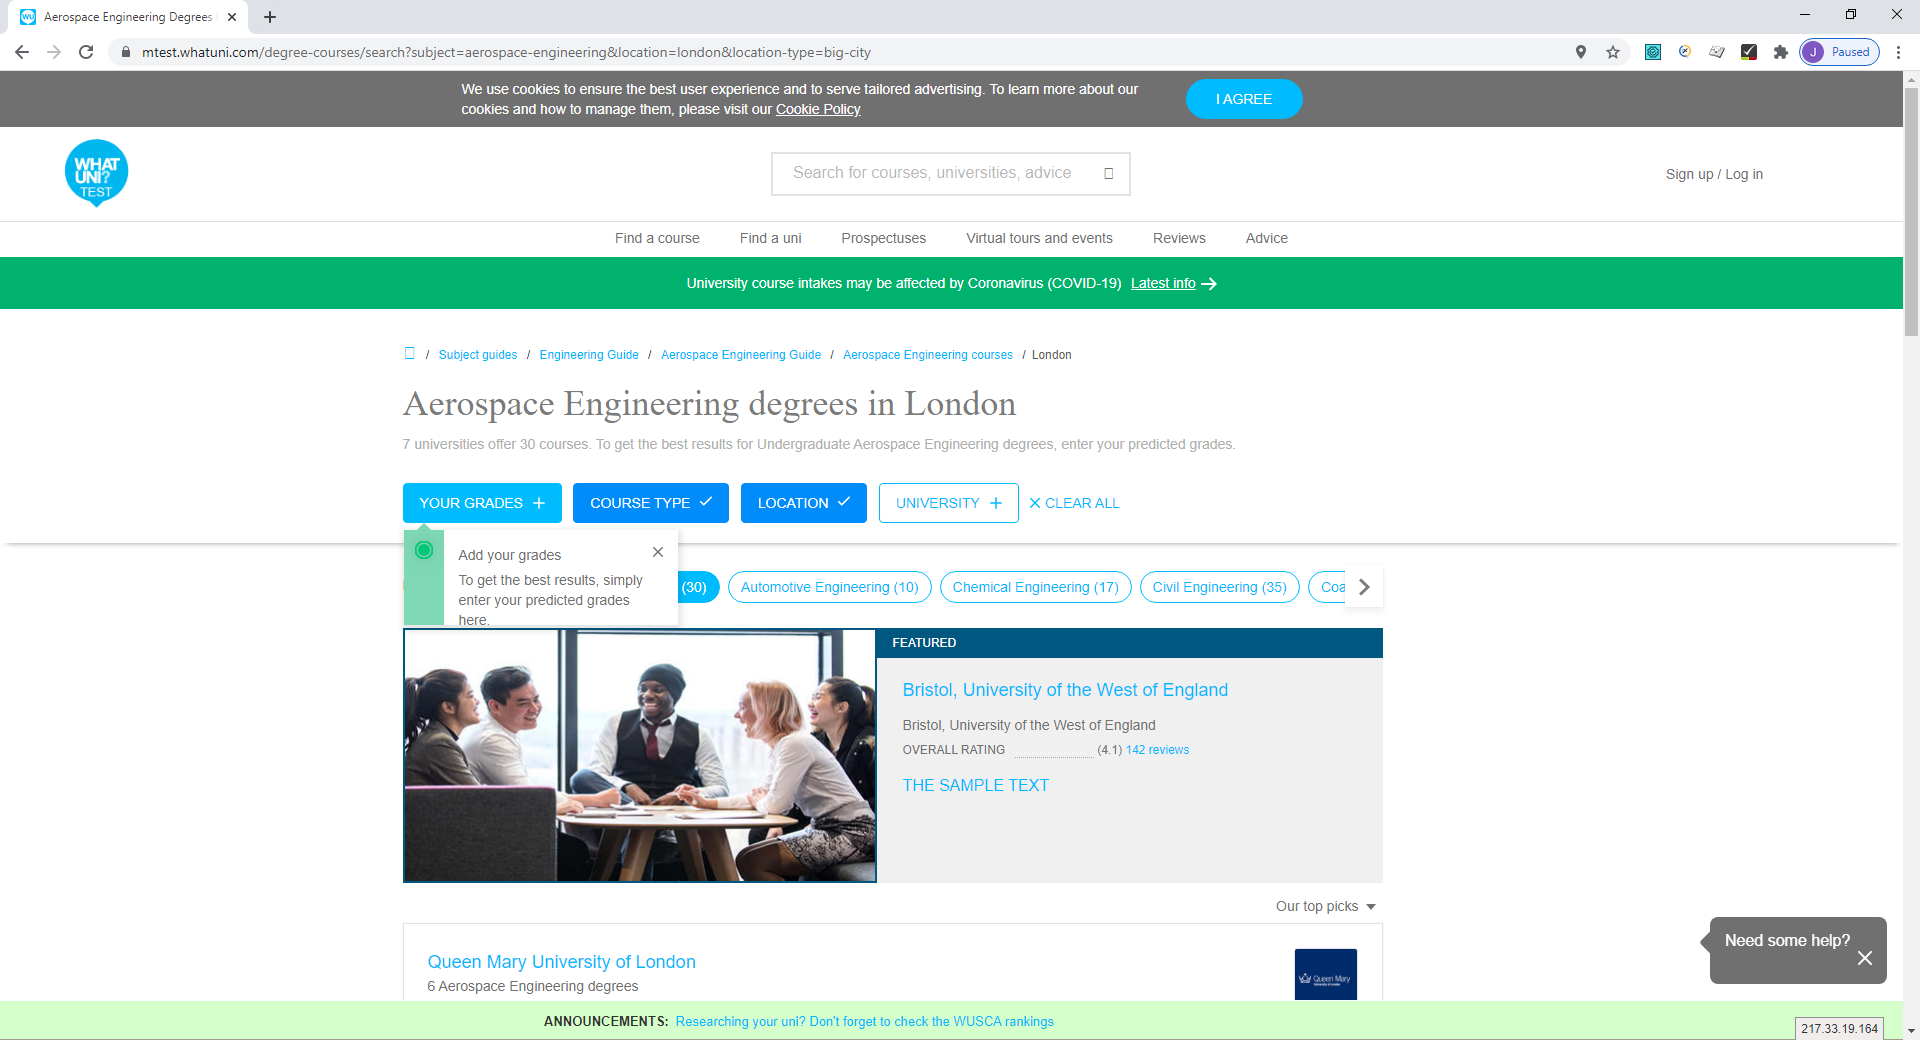 Aerospace Engineering Degrees
mtest.whatuni.com/degree-courses/search?subject=aerospace-engineering&location=london&location-type=big-city
J Paused
We use cookies to ensure the best user experience and to serve tailored advertising. To learn more about our
cookies and how to manage them, please visit our Cookie Policy
I AGREE
WHAT
UNI?
TEST
Search for courses, universities, advice
Sign up / Log in
Find a course Find a uni Prospectuses Virtual tours and events Reviews Advice
University course intakes may be affected by Coronavirus (COVID-19) Latest info
/ Subject guides / Engineering Guide / Aerospace Engineering Guide / Aerospace Engineering courses / London
Aerospace Engineering degrees in London
7 universities offer 30 courses. To get the best results for Undergraduate Aerospace Engineering degrees, enter your predicted grades.
YOUR GRADES COURSE TYPE LOCATION UNIVERSITY CLEAR ALL
Add your grades
To get the best results, simply
enter your predicted grades
here.
(30) Automotive Engineering (10) Chemical Engineering (17) Civil Engineering (35) Coa
FEATURED
Bristol, University of the West of England
Bristol, University of the West of England
OVERALL RATING (4.1) 142 reviews
THE SAMPLE TEXT
Our top picks
Queen Mary University of London
6 Aerospace Engineering degrees
Queen Mary
University of London
Need some help?
ANNOUNCEMENTS: Researching your uni? Don't forget to check the WUSCA rankings
217.33.19.164